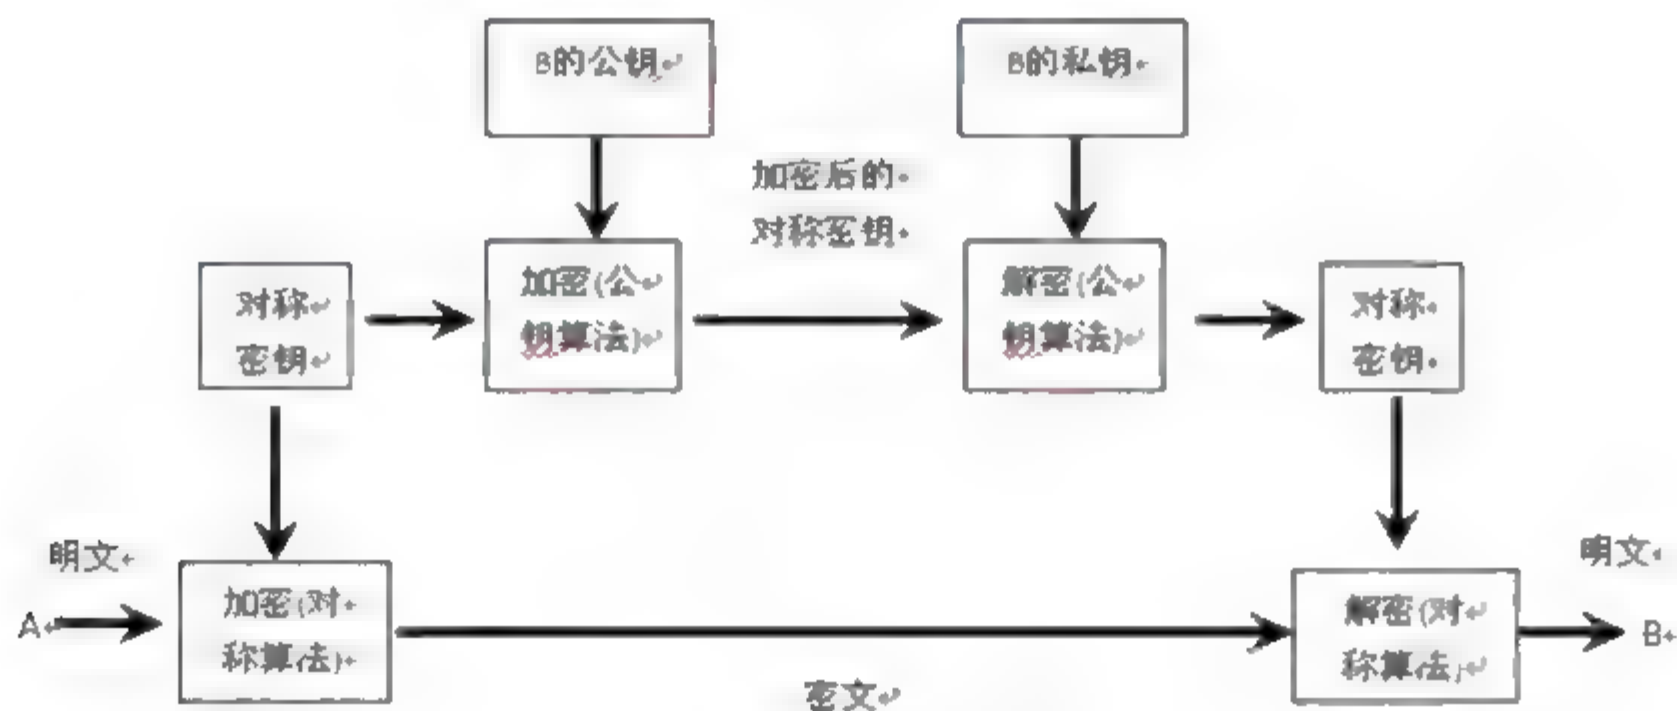 B的公钥
B的私钥
加密后的
对称密钥
对称
密钥
加密(公
钥算法)
解密(公
钥算法)
对称
密钥
明文
A
加密(对
称算法)
密文
解密(对
称算法)
明文
B